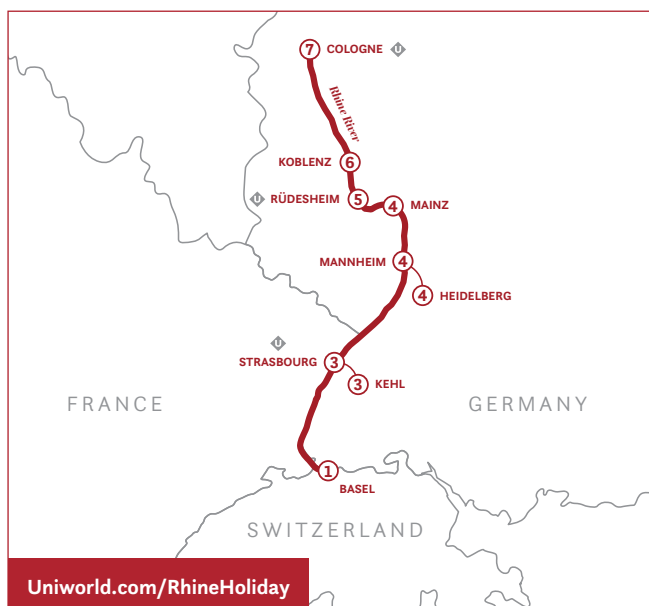 7 COLOGNE U
Rhine River
KOBLENZ 6
U RÜDESHEIM 5
4 MAINZ
MANNHEIM 4
4 HEIDELBERG
U
STRASBOURG 3
3 KEHL
FRANCE
GERMANY
1
BASEL
SWITZERLAND
Uniworld.com/RhineHoliday